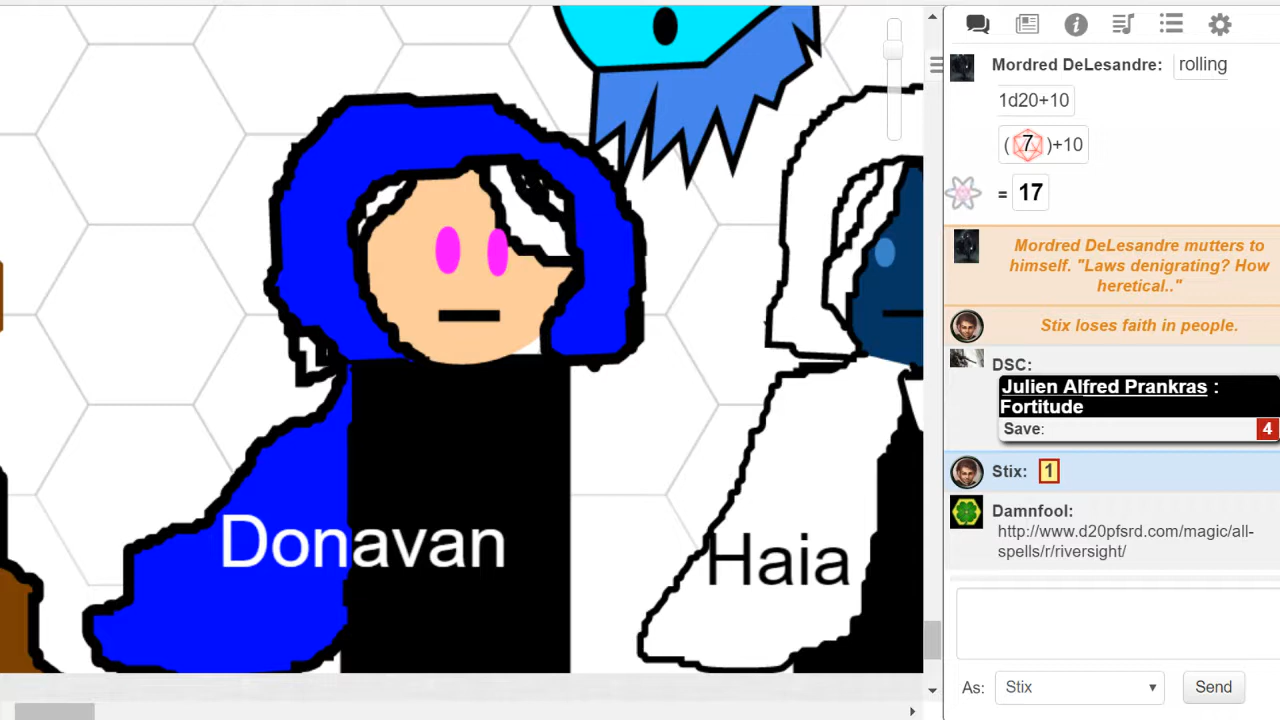 Donavan
Haia
Mordred DeLesandre: rolling
1d20+10
(7)+10
= 17
Mordred DeLesandre mutters to
himself. "Laws denigrating? How
heretical.."
Stix loses faith in people.
DSC:
Julien Alfred Prankras :
Fortitude
Save: 4
Stix: 1
Damnfool:
http://www.d20pfsrd.com/magic/all-
spells/r/riversight/
As: Stix Send